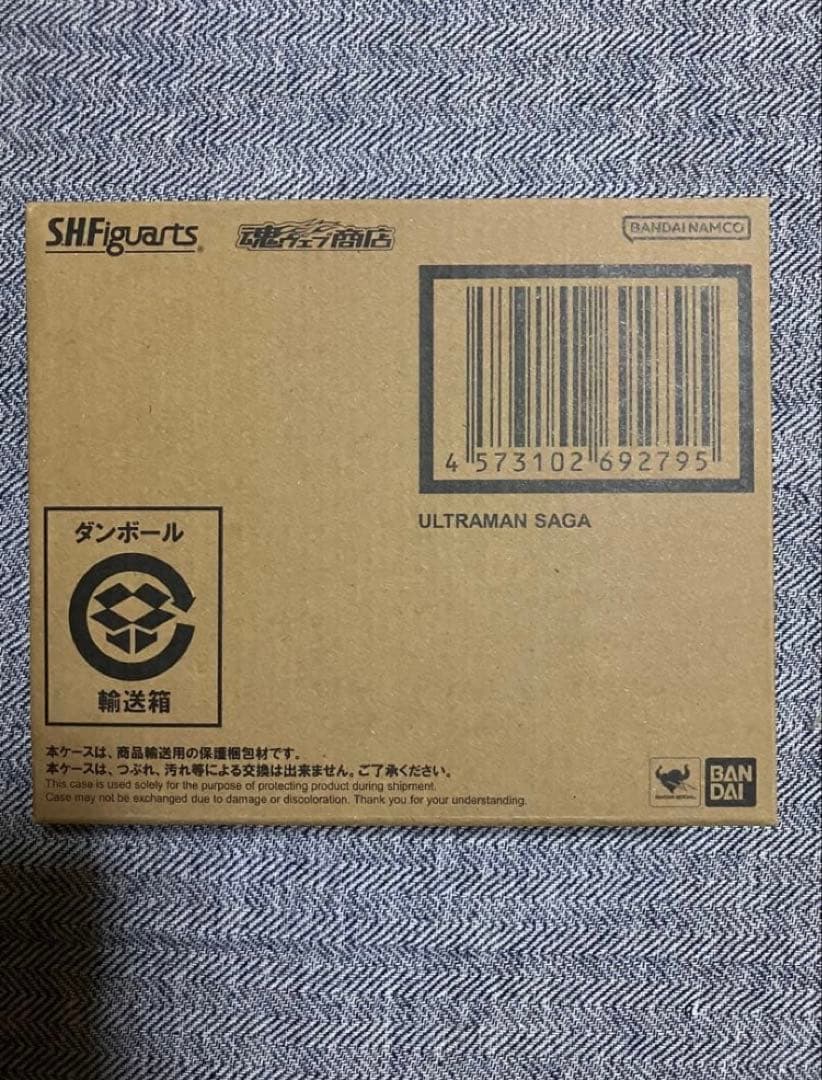 S.H.Figuarts
魂ウェブ商店
BANDAI NAMCO
4 573102 692795
ULTRAMAN SAGA
ダンボール
輸送箱
本ケースは、商品輸送用の保護梱包材です。
本ケースは、つぶれ、汚れ等による交換は出来ません。ご了承ください。
This case is used solely for the purpose of protecting product during shipment.
Case may not be exchanged due to damage or discoloration. Thank you for your understanding.
BAN
DAI